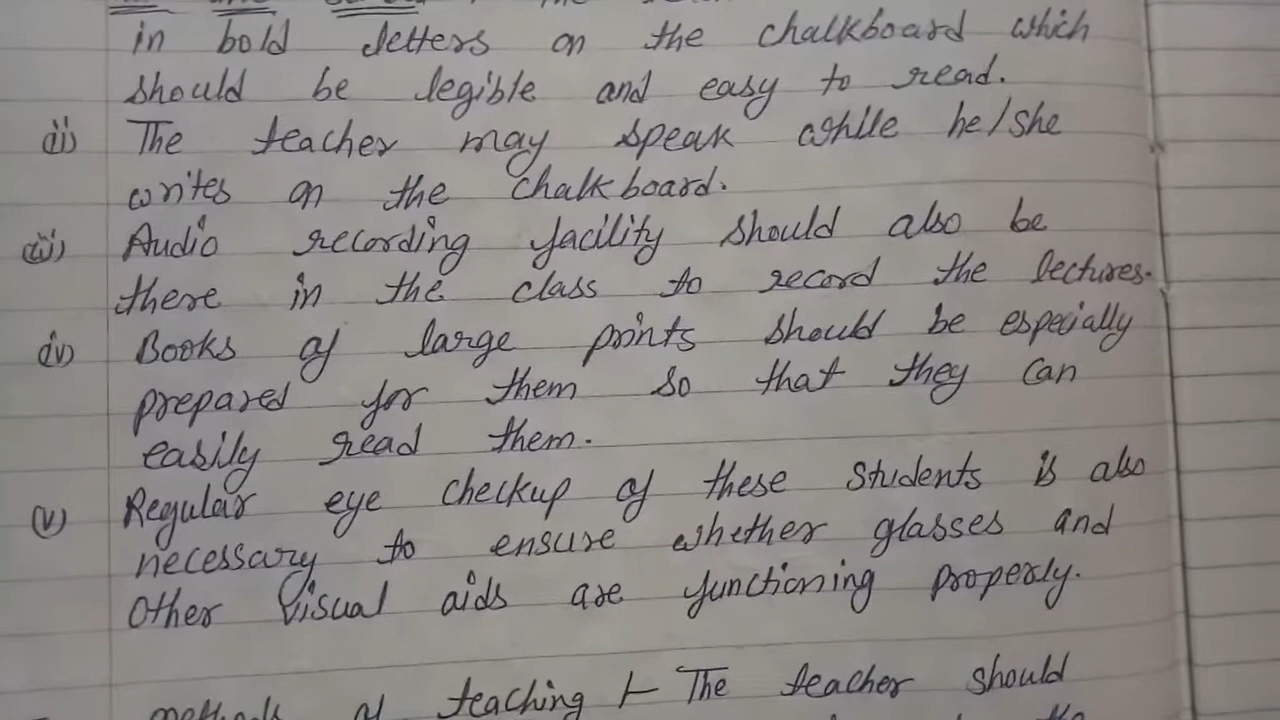 in bold letters on the chalkboard which
should be legible and easy to read.
(ii) The teacher may speak while he/she
writes on the chalkboard.
(iii) Audio recording facility should also be
there in the class to record the lectures.
(iv) Books of large prints should be especially
prepared for them so that they can
easily read them.
(v) Regular eye checkup of these students is also
necessary to ensure whether glasses and
other visual aids are functioning properly.
methods of teaching :- The teacher should